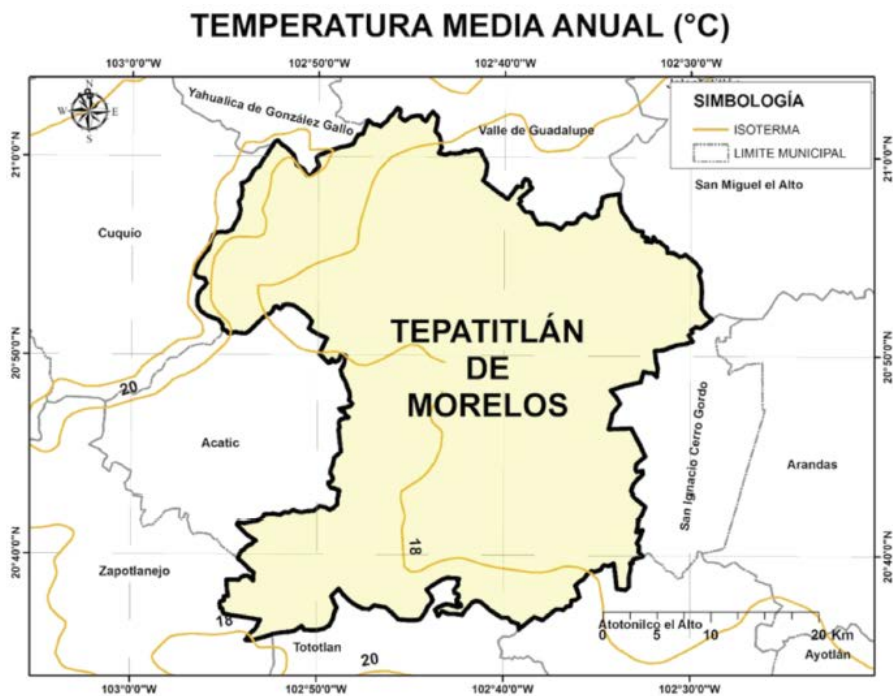 TEMPERATURA MEDIA ANUAL (°C)
103°0'0"W 102°50'0"W 102°40'0"W 102°30'0"W
N
W E
S
Yahualica de González Gallo
Valle de Guadalupe
SIMBOLOGÍA
ISOTERMA
LIMITE MUNICIPAL
21°0'0"N 21°0'0"N
San Miguel el Alto
Cuquío
TEPATITLÁN
DE
MORELOS
20°50'0"N 20°50'0"N
20
Acatic
San Ignacio Cerro Gordo
Arandas
18
20°40'0"N 20°40'0"N
Zapotlanejo
18
Tototlan
20
Atotonilco el Alto
0 5 10 20 Km
Ayotlán
103°0'0"W 102°50'0"W 102°40'0"W 102°30'0"W